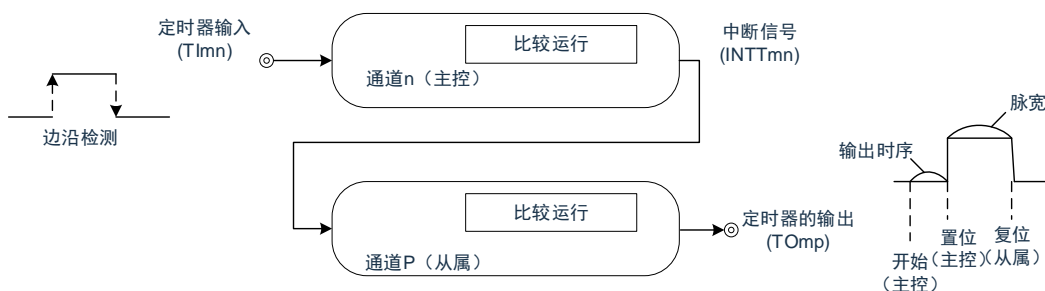 定时器输入
(TImn)
比较运行
通道n（主控）
中断信号
(INTTmn)
边沿检测
脉宽
输出时序
比较运行
通道P（从属）
定时器的输出
(TOmp)
开始
（主控）
置位
（主控）
复位
（从属）